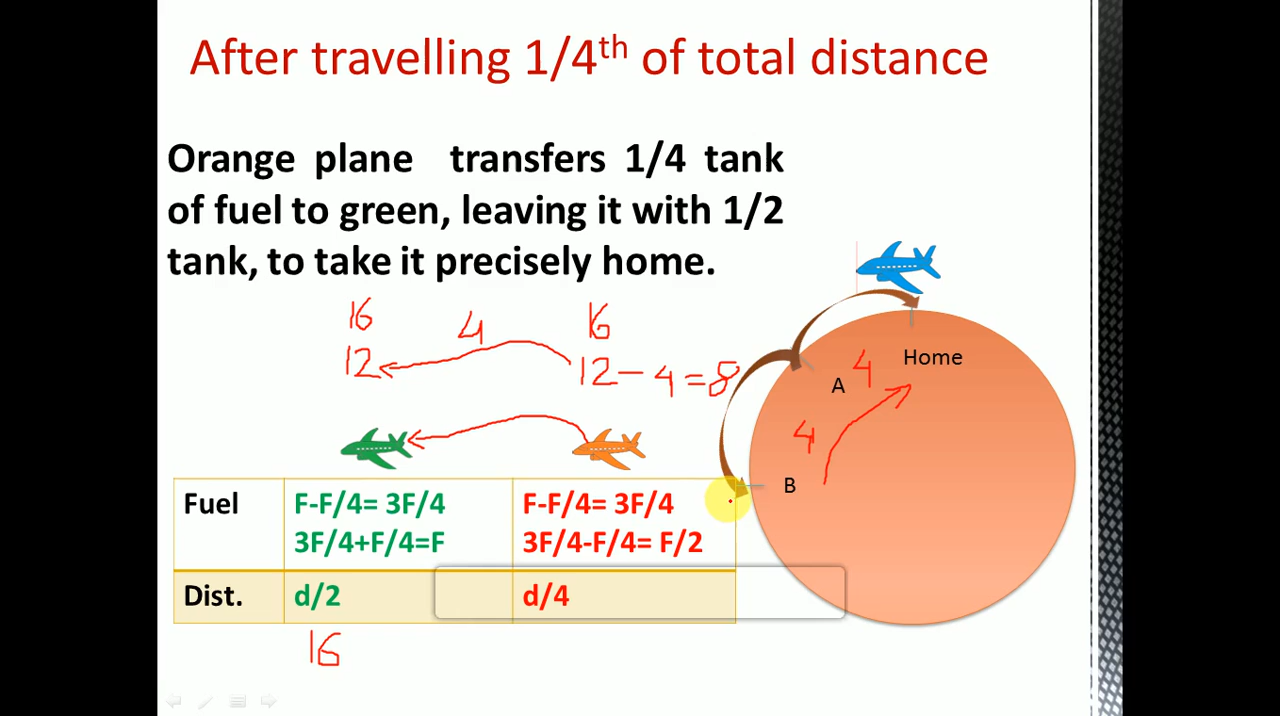 After travelling 1/4th of total distance
Orange plane transfers 1/4 tank
of fuel to green, leaving it with 1/2
tank, to take it precisely home.
16
4
16
12
12 - 4 = 8
Home
A
4
4
B
Fuel
F-F/4= 3F/4
3F/4+F/4=F
F-F/4= 3F/4
3F/4-F/4= F/2
Dist.
d/2
d/4
16